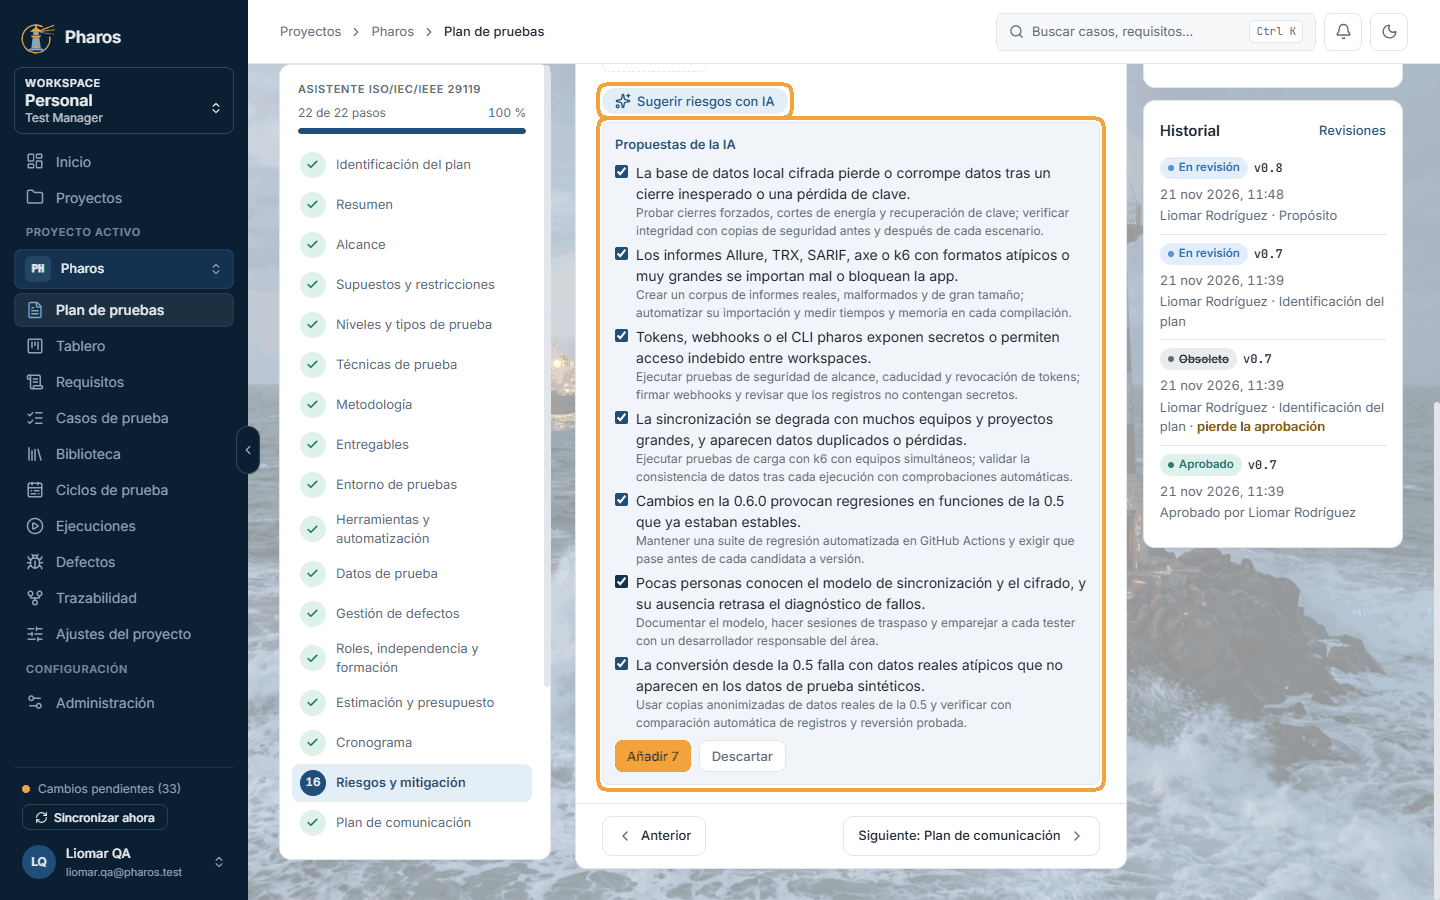 Pharos
WORKSPACE
Personal
Test Manager
Inicio
Proyectos
PROYECTO ACTIVO
PH Pharos
Plan de pruebas
Tablero
Requisitos
Casos de prueba
Biblioteca
Ciclos de prueba
Ejecuciones
Defectos
Trazabilidad
Ajustes del proyecto
CONFIGURACIÓN
Administración
Cambios pendientes (33)
Sincronizar ahora
LQ
Liomar QA
liomar.qa@pharos.test
Proyectos > Pharos > Plan de pruebas
Buscar casos, requisitos... Ctrl K
ASISTENTE ISO/IEC/IEEE 29119
22 de 22 pasos 100 %
Identificación del plan
Resumen
Alcance
Supuestos y restricciones
Niveles y tipos de prueba
Técnicas de prueba
Metodología
Entregables
Entorno de pruebas
Herramientas y
automatización
Datos de prueba
Gestión de defectos
Roles, independencia y
formación
Estimación y presupuesto
Cronograma
16 Riesgos y mitigación
Plan de comunicación
Sugerir riesgos con IA
Propuestas de la IA
La base de datos local cifrada pierde o corrompe datos tras un
cierre inesperado o una pérdida de clave.
Probar cierres forzados, cortes de energía y recuperación de clave; verificar
integridad con copias de seguridad antes y después de cada escenario.
Los informes Allure, TRX, SARIF, axe o k6 con formatos atípicos o
muy grandes se importan mal o bloquean la app.
Crear un corpus de informes reales, malformados y de gran tamaño;
automatizar su importación y medir tiempos y memoria en cada compilación.
Tokens, webhooks o el CLI pharos exponen secretos o permiten
acceso indebido entre workspaces.
Ejecutar pruebas de seguridad de alcance, caducidad y revocación de tokens;
firmar webhooks y revisar que los registros no contengan secretos.
La sincronización se degrada con muchos equipos y proyectos
grandes, y aparecen datos duplicados o pérdidas.
Ejecutar pruebas de carga con k6 con equipos simultáneos; validar la
consistencia de datos tras cada ejecución con comprobaciones automáticas.
Cambios en la 0.6.0 provocan regresiones en funciones de la 0.5
que ya estaban estables.
Mantener una suite de regresión automatizada en GitHub Actions y exigir que
pase antes de cada candidata a versión.
Pocas personas conocen el modelo de sincronización y el cifrado, y
su ausencia retrasa el diagnóstico de fallos.
Documentar el modelo, hacer sesiones de traspaso y emparejar a cada tester
con un desarrollador responsable del área.
La conversión desde la 0.5 falla con datos reales atípicos que no
aparecen en los datos de prueba sintéticos.
Usar copias anonimizadas de datos reales de la 0.5 y verificar con
comparación automática de registros y reversión probada.
Añadir 7
Descartar
Anterior
Siguiente: Plan de comunicación
Historial Revisiones
En revisión v0.8
21 nov 2026, 11:48
Liomar Rodríguez · Propósito
En revisión v0.7
21 nov 2026, 11:39
Liomar Rodríguez · Identificación del
plan
Obsoleto v0.7
21 nov 2026, 11:39
Liomar Rodríguez · Identificación del
plan · pierde la aprobación
Aprobado v0.7
21 nov 2026, 11:39
Aprobado por Liomar Rodríguez